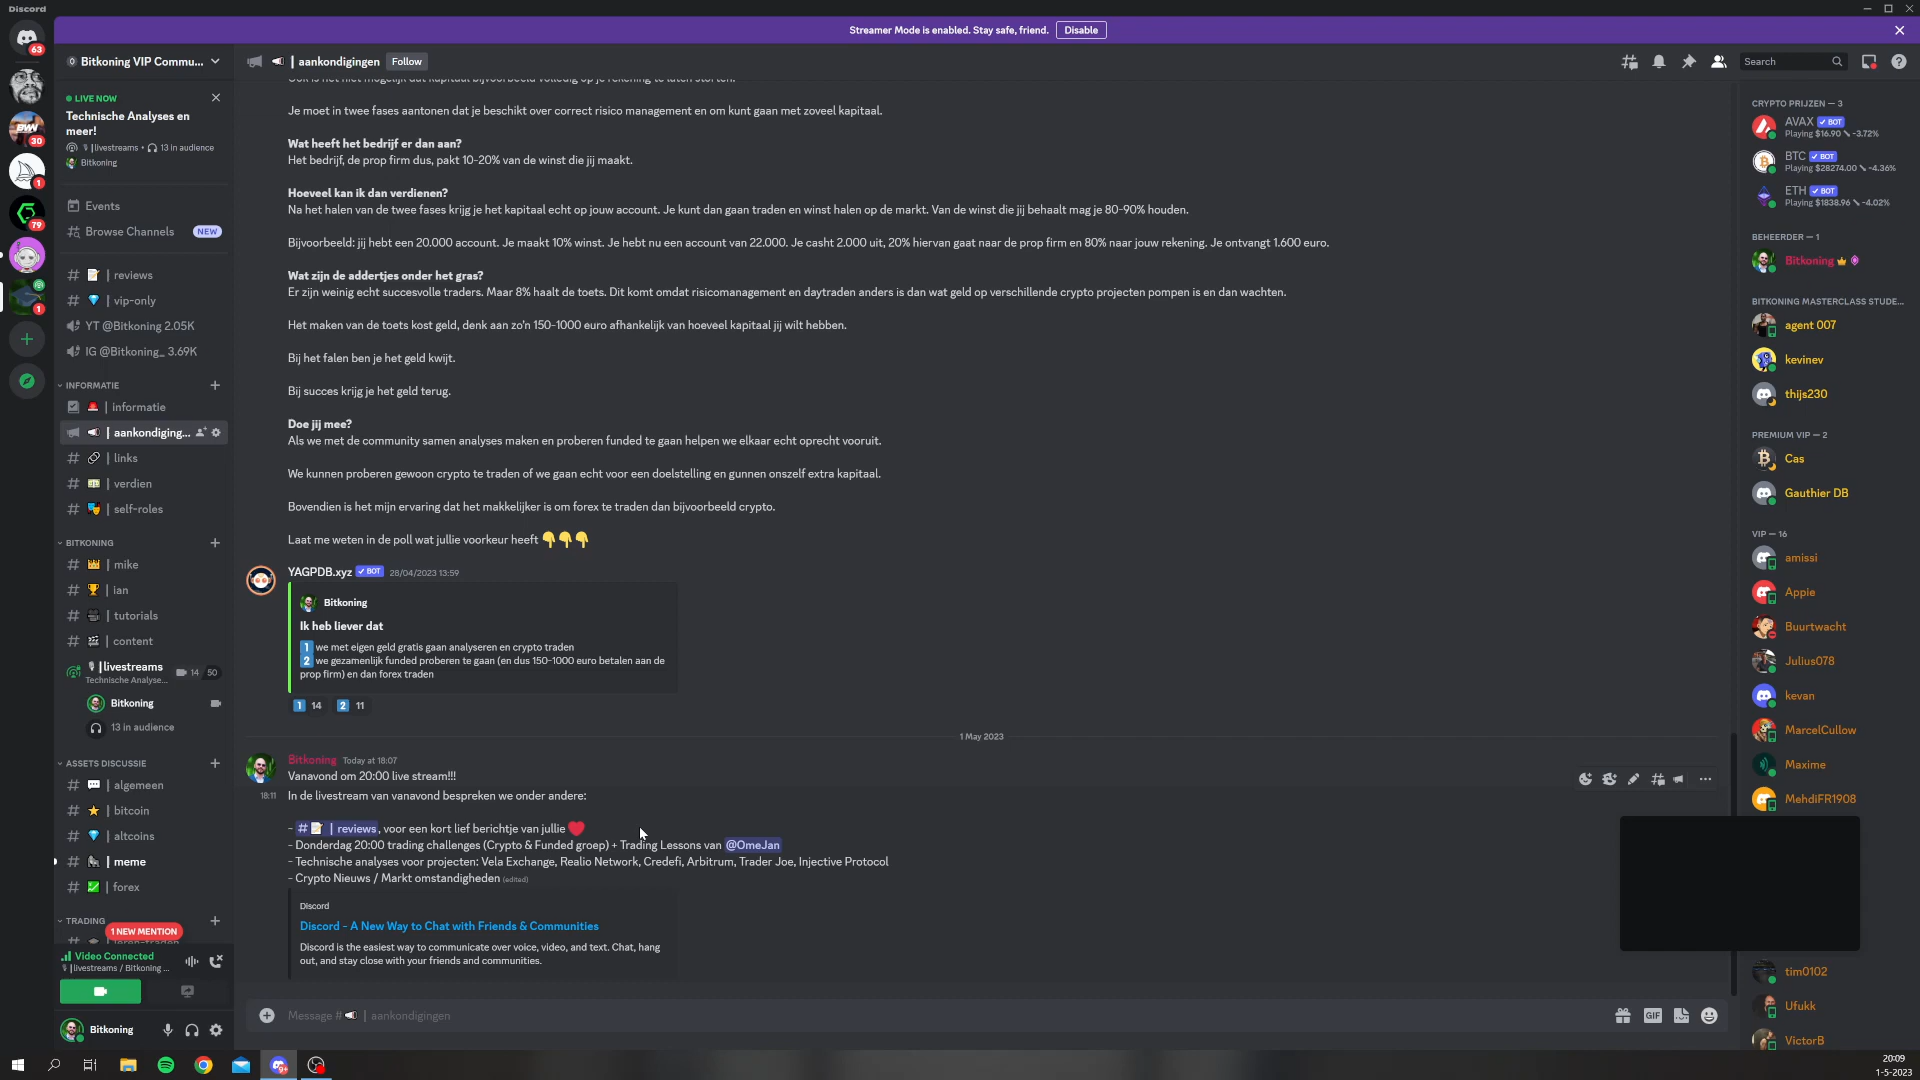 Discord
Streamer Mode is enabled. Stay safe, friend. Disable
63
30
1
79
1
Bitkoning VIP Commu...
LIVE NOW
Technische Analyses en
meer!
|livestreams • 13 in audience
Bitkoning
Events
Browse Channels NEW
# | reviews
# | vip-only
YT @Bitkoning 2.05K
IG @Bitkoning_ 3.69K
INFORMATIE
| informatie
| aankondiging...
# | links
# | verdien
# | self-roles
BITKONING
# | mike
# | ian
# | tutorials
# | content
|livestreams 14 50
Technische Analyse...
Bitkoning
13 in audience
ASSETS DISCUSSIE
# | algemeen
# | bitcoin
# | altcoins
# | meme
# | forex
TRADING
1 NEW MENTION
Video Connected
|livestreams / Bitkoning ...
Bitkoning
| aankondigingen Follow
Search
Je moet in twee fases aantonen dat je beschikt over correct risico management en om kunt gaan met zoveel kapitaal.
Wat heeft het bedrijf er dan aan?
Het bedrijf, de prop firm dus, pakt 10-20% van de winst die jij maakt.
Hoeveel kan ik dan verdienen?
Na het halen van de twee fases krijg je het kapitaal echt op jouw account. Je kunt dan gaan traden en winst halen op de markt. Van de winst die jij behaalt mag je 80-90% houden.
Bijvoorbeeld: jij hebt een 20.000 account. Je maakt 10% winst. Je hebt nu een account van 22.000. Je casht 2.000 uit, 20% hiervan gaat naar de prop firm en 80% naar jouw rekening. Je ontvangt 1.600 euro.
Wat zijn de addertjes onder het gras?
Er zijn weinig echt succesvolle traders. Maar 8% haalt de toets. Dit komt omdat risicomanagement en daytraden anders is dan wat geld op verschillende crypto projecten pompen is en dan wachten.
Het maken van de toets kost geld, denk aan zo'n 150-1000 euro afhankelijk van hoeveel kapitaal jij wilt hebben.
Bij het falen ben je het geld kwijt.
Bij succes krijg je het geld terug.
Doe jij mee?
Als we met de community samen analyses maken en proberen funded te gaan helpen we elkaar echt oprecht vooruit.
We kunnen proberen gewoon crypto te traden of we gaan echt voor een doelstelling en gunnen onszelf extra kapitaal.
Bovendien is het mijn ervaring dat het makkelijker is om forex te traden dan bijvoorbeeld crypto.
Laat me weten in de poll wat jullie voorkeur heeft 👇👇👇
YAGPDB.xyz ✓ BOT 28/04/2023 13:59
Bitkoning
Ik heb liever dat
1 we met eigen geld gratis gaan analyseren en crypto traden
2 we gezamenlijk funded proberen te gaan (en dus 150-1000 euro betalen aan de
prop firm) en dan forex traden
1 14 2 11
1 May 2023
Bitkoning Today at 18:07
Vanavond om 20:00 live stream!!!
18:11 In de livestream van vanavond bespreken we onder andere:
- # | reviews, voor een kort lief berichtje van jullie ❤️
- Donderdag 20:00 trading challenges (Crypto & Funded groep) + Trading Lessons van @OmeJan
- Technische analyses voor projecten: Vela Exchange, Realio Network, Credefi, Arbitrum, Trader Joe, Injective Protocol
- Crypto Nieuws / Markt omstandigheden (edited)
Discord
Discord - A New Way to Chat with Friends & Communities
Discord is the easiest way to communicate over voice, video, and text. Chat, hang
out, and stay close with your friends and communities.
Message # | aankondigingen
GIF
CRYPTO PRIJZEN — 3
AVAX ✓ BOT
Playing $16.90 -3.72%
BTC ✓ BOT
Playing $28274.00 -4.36%
ETH ✓ BOT
Playing $1838.96 -4.02%
BEHEERDER — 1
Bitkoning
BITKONING MASTERCLASS STUDE...
agent 007
kevinev
thijs230
PREMIUM VIP — 2
Cas
Gauthier DB
VIP — 16
amissi
Appie
Buurtwacht
Julius078
kevan
MarcelCullow
Maxime
MehdiFR1908
tim0102
Ufukk
VictorB
20:09
1-5-2023